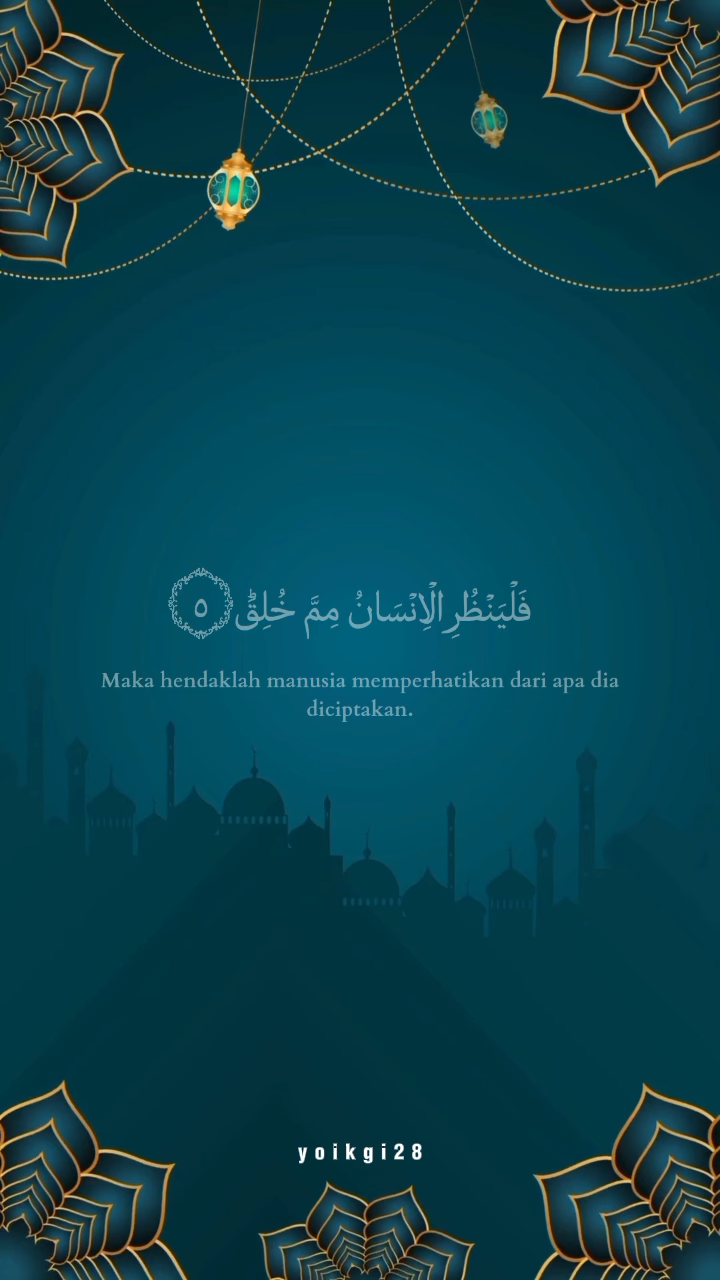 فَلْيَنْظُرِ الْاِنْسَانُ مِمَّ خُلِقَۗ ٥
Maka hendaklah manusia memperhatikan dari apa dia
diciptakan.
yoikgi28